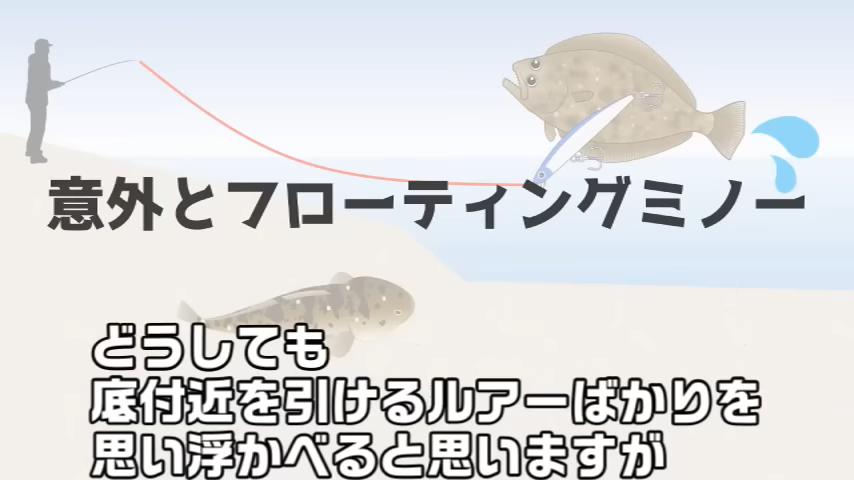 意外とフローティングミノー
どうしても
底付近を引けるルアーばかりを
思い浮かべると思いますが